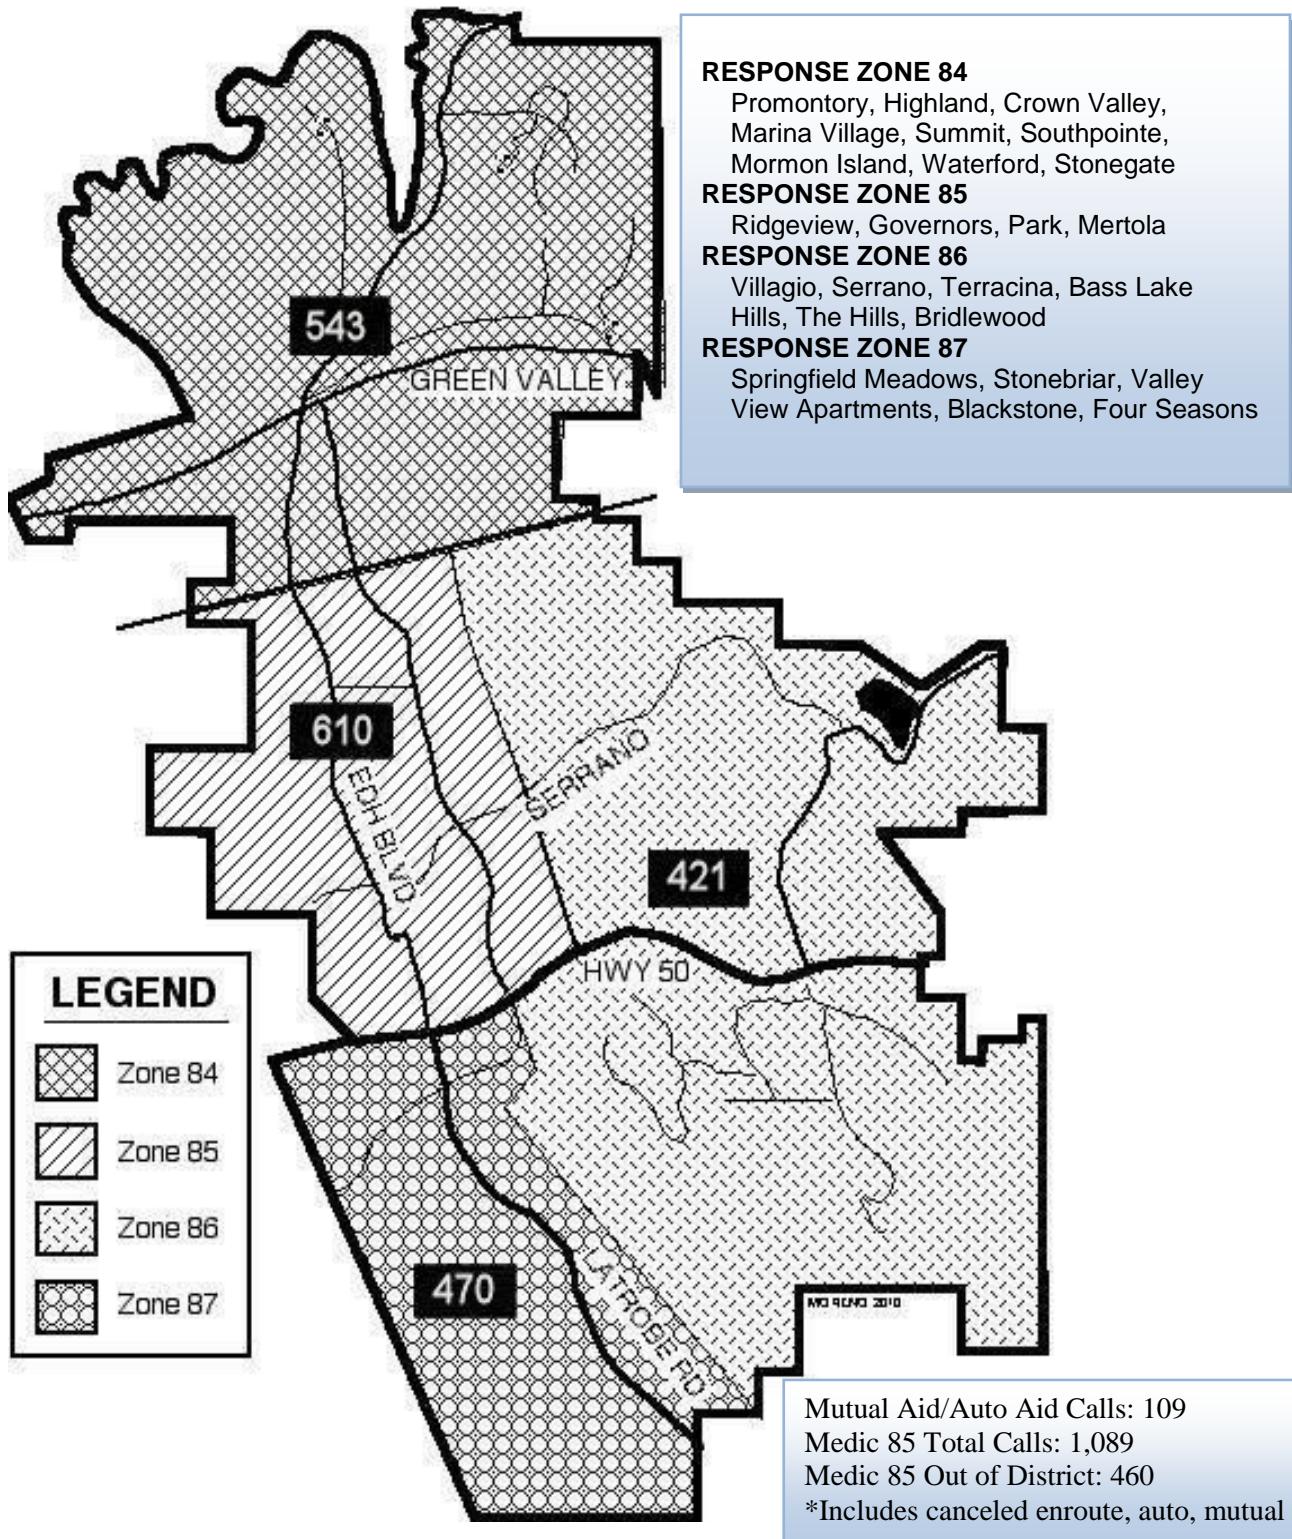 RESPONSE ZONE 84
Promontory, Highland, Crown Valley,
Marina Village, Summit, Southpointe,
Mormon Island, Waterford, Stonegate
RESPONSE ZONE 85
Ridgeview, Governors, Park, Mertola
RESPONSE ZONE 86
Villagio, Serrano, Terracina, Bass Lake
Hills, The Hills, Bridlewood
RESPONSE ZONE 87
Springfield Meadows, Stonebriar, Valley
View Apartments, Blackstone, Four Seasons
543
GREEN VALLEY
610
EDH BLVD
SERRANO
421
HWY 50
LEGEND
Zone 84
Zone 85
Zone 86
Zone 87
470
LATROBE RD
MORENO 2010
Mutual Aid/Auto Aid Calls: 109
Medic 85 Total Calls: 1,089
Medic 85 Out of District: 460
*Includes canceled enroute, auto, mutual